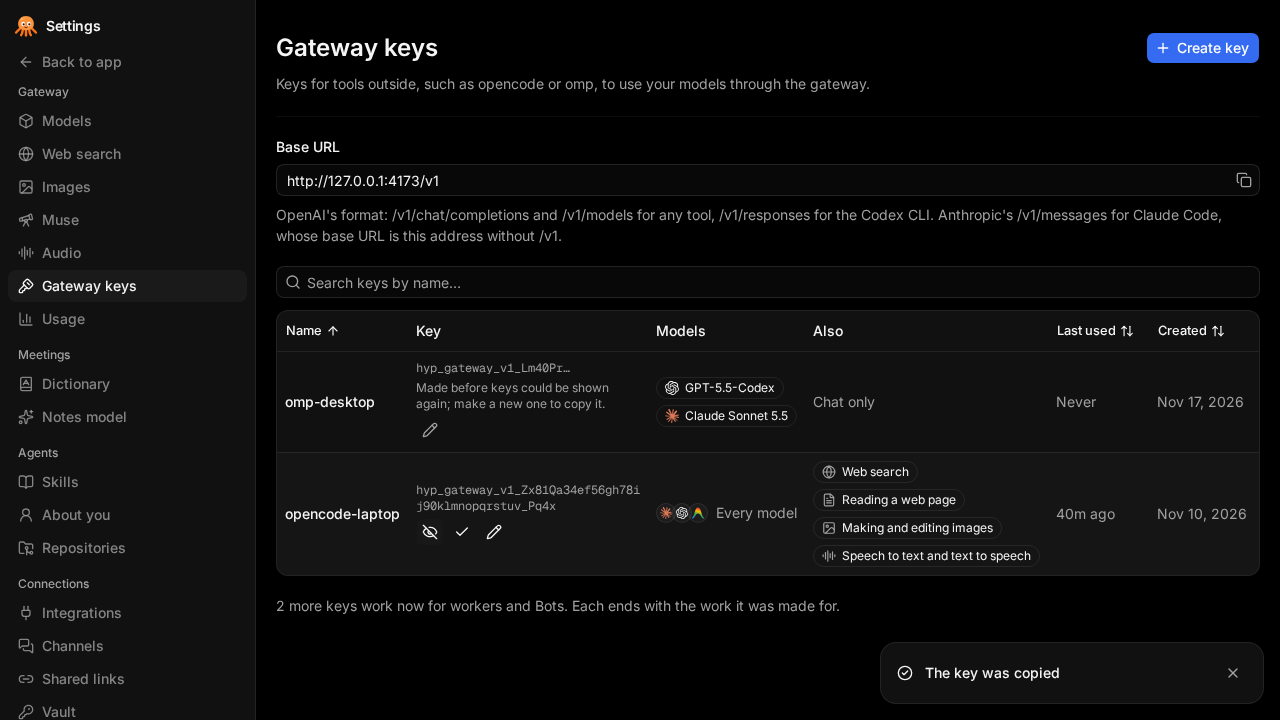 Settings
Back to app
Gateway
Models
Web search
Images
Muse
Audio
Gateway keys
Usage
Meetings
Dictionary
Notes model
Agents
Skills
About you
Repositories
Connections
Integrations
Channels
Shared links
Vault
Gateway keys
Create key
Keys for tools outside, such as opencode or omp, to use your models through the gateway.
Base URL
http://127.0.0.1:4173/v1
OpenAI's format: /v1/chat/completions and /v1/models for any tool, /v1/responses for the Codex CLI. Anthropic's /v1/messages for Claude Code,
whose base URL is this address without /v1.
Search keys by name...
Name Key Models Also Last used Created
omp-desktop
hyp_gateway_v1_Lm40Pr…
Made before keys could be shown
again; make a new one to copy it.
GPT-5.5-Codex
Claude Sonnet 5.5
Chat only
Never
Nov 17, 2026
opencode-laptop
hyp_gateway_v1_Zx81Qa34ef56gh78i
j90klmnopqrstuv_Pq4x
Every model
Web search
Reading a web page
Making and editing images
Speech to text and text to speech
40m ago
Nov 10, 2026
2 more keys work now for workers and Bots. Each ends with the work it was made for.
The key was copied